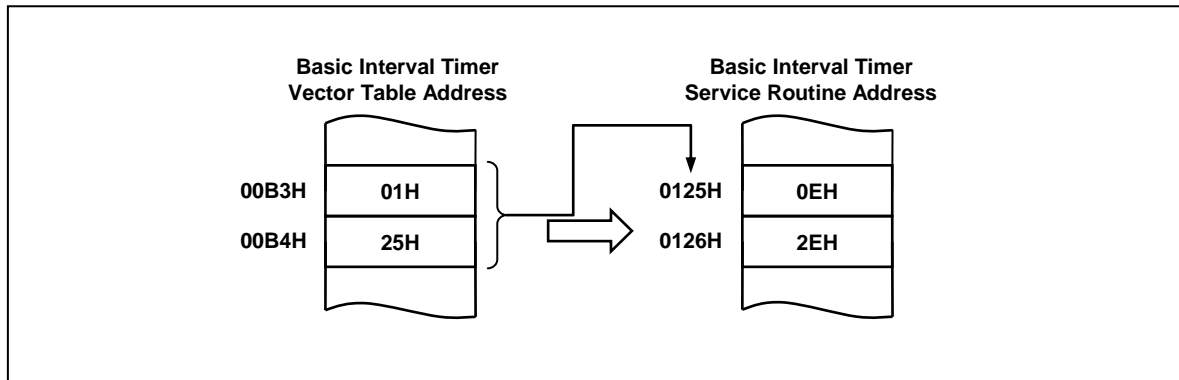 Basic Interval Timer
Vector Table Address
Basic Interval Timer
Service Routine Address
00B3H 01H
00B4H 25H
0125H 0EH
0126H 2EH